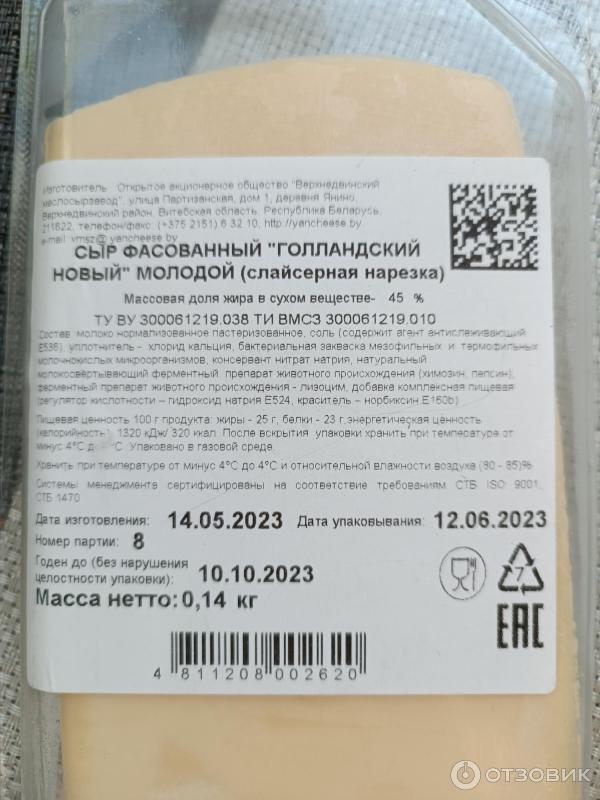 Изготовитель Открытое акционерное общество "Верхнедвинский
маслосырзавод", улица Партизанская, дом 1, деревня Янино,
Верхнедвинский район, Витебская область, Республика Беларусь,
211622, телефон/факс: (+375 2151) 6 32 10, http://yancheese.by
e-mail: vmsz@yancheese.by
СЫР ФАСОВАННЫЙ "ГОЛЛАНДСКИЙ
НОВЫЙ" МОЛОДОЙ (слайсерная нарезка)
Массовая доля жира в сухом веществе- 45 %
ТУ BY 300061219.038 ТИ ВМСЗ 300061219.010
Состав: молоко нормализованное пастеризованное, соль (содержит агент антислеживающий
Е536), уплотнитель - хлорид кальция, бактериальная закваска мезофильных и термофильных
молочнокислых микроорганизмов, консервант нитрат натрия, натуральный
молокосвёртывающий ферментный препарат животного происхождения (химозин, пепсин),
ферментный препарат животного происхождения - лизоцим, добавка комплексная пищевая
(регулятор кислотности – гидроксид натрия Е524, краситель – норбиксин Е160b)
Пищевая ценность 100 г продукта: жиры - 25 г, белки - 23 г,энергетическая ценность
(калорийность): 1320 кДж/ 320 ккал. После вскрытия упаковки хранить при температуре от
минус 4°С до °С. Упаковано в газовой среде.
Хранить при температуре от минус 4°С до 4°С и относительной влажности воздуха (80 - 85)%.
Системы менеджмента сертифицированы на соответствие требованиям СТБ ISO 9001,
СТБ 1470
Дата изготовления: 14.05.2023 Дата упаковывания: 12.06.2023
Номер партии: 8
Годен до (без нарушения
целостности упаковки): 10.10.2023
Масса нетто: 0,14 кг
7
EAC
4 811208 002620
ОТЗОВИК